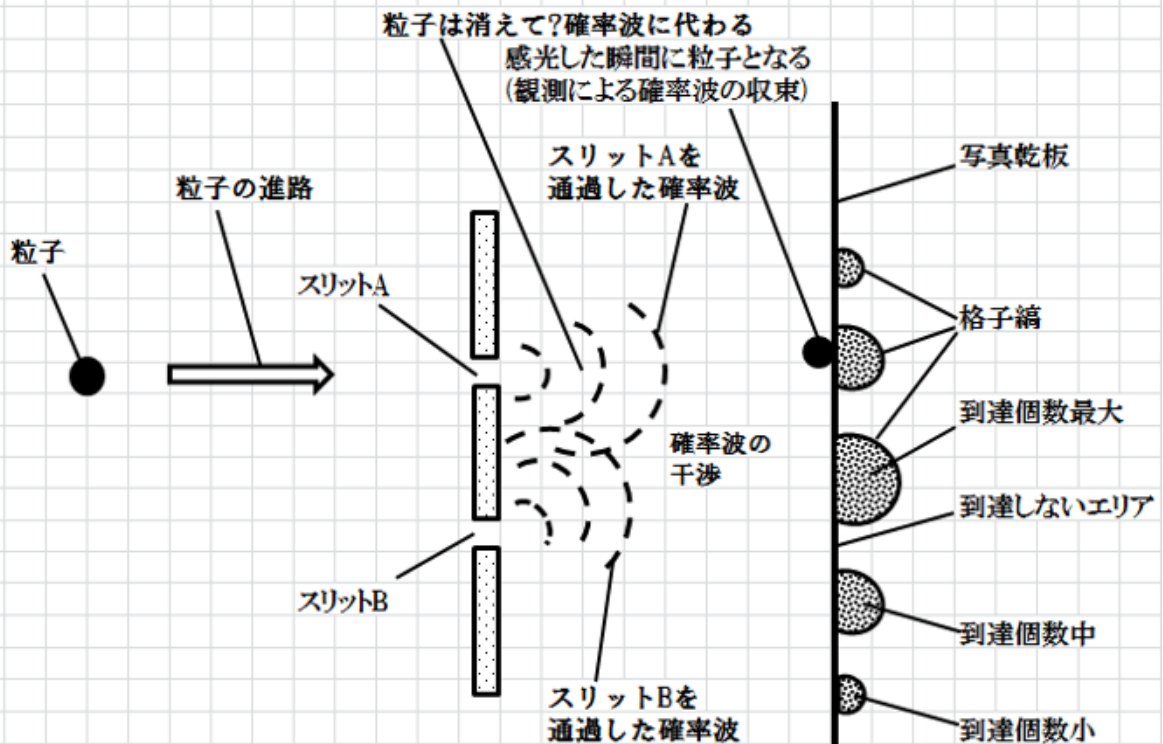 粒子は消えて?確率波に代わる
感光した瞬間に粒子となる
(観測による確率波の収束)
スリットAを
通過した確率波
写真乾板
粒子の進路
粒子
スリットA
格子縞
到達個数最大
確率波の
干渉
到達しないエリア
スリットB
到達個数中
スリットBを
通過した確率波
到達個数小